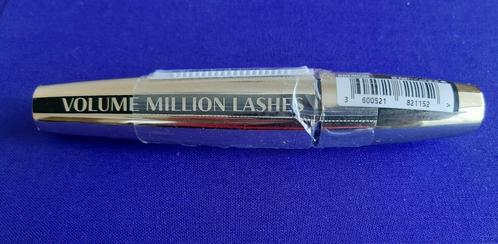 VOLUME MILLION LASHES
3 600521 821152 >